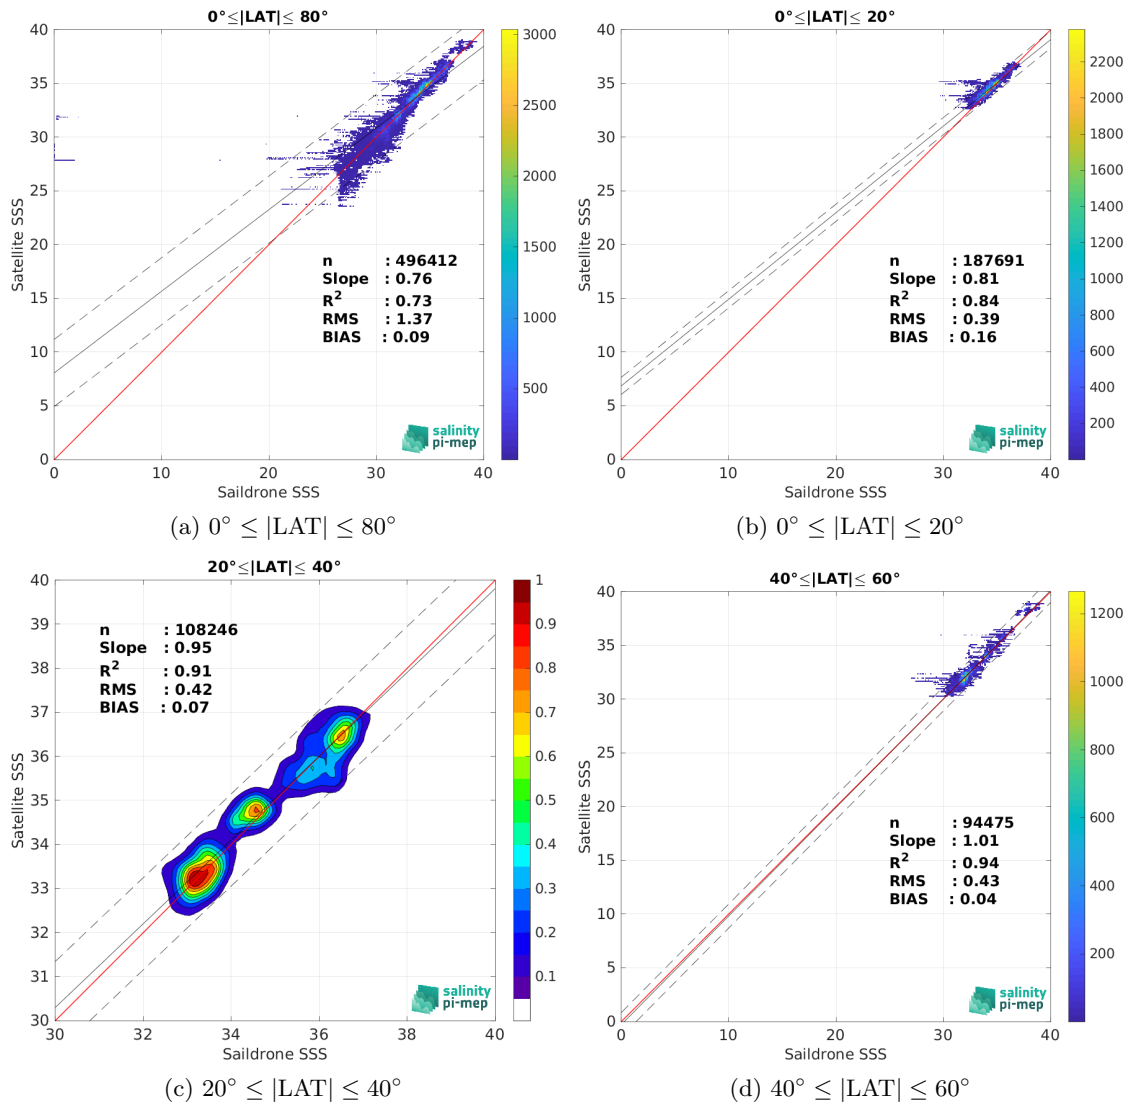 0°≤|LAT|≤ 80°
40
35
30
25
20
15
10
5
0
0
10
20
30
40
Satellite SSS
Saildrone SSS
n : 496412
Slope : 0.76
R² : 0.73
RMS : 1.37
BIAS : 0.09
salinity
pi-mep
3000
2500
2000
1500
1000
500
(a) 0° ≤ |LAT| ≤ 80°
0°≤|LAT|≤ 20°
40
35
30
25
20
15
10
5
0
0
10
20
30
40
Satellite SSS
Saildrone SSS
n : 187691
Slope : 0.81
R² : 0.84
RMS : 0.39
BIAS : 0.16
salinity
pi-mep
2200
2000
1800
1600
1400
1200
1000
800
600
400
200
(b) 0° ≤ |LAT| ≤ 20°
20°≤|LAT|≤ 40°
40
39
38
37
36
35
34
33
32
31
30
30
32
34
36
38
40
Satellite SSS
Saildrone SSS
n : 108246
Slope : 0.95
R² : 0.91
RMS : 0.42
BIAS : 0.07
salinity
pi-mep
1
0.9
0.8
0.7
0.6
0.5
0.4
0.3
0.2
0.1
(c) 20° ≤ |LAT| ≤ 40°
40°≤|LAT|≤ 60°
40
35
30
25
20
15
10
5
0
0
10
20
30
40
Satellite SSS
Saildrone SSS
n : 94475
Slope : 1.01
R² : 0.94
RMS : 0.43
BIAS : 0.04
salinity
pi-mep
1200
1000
800
600
400
200
(d) 40° ≤ |LAT| ≤ 60°